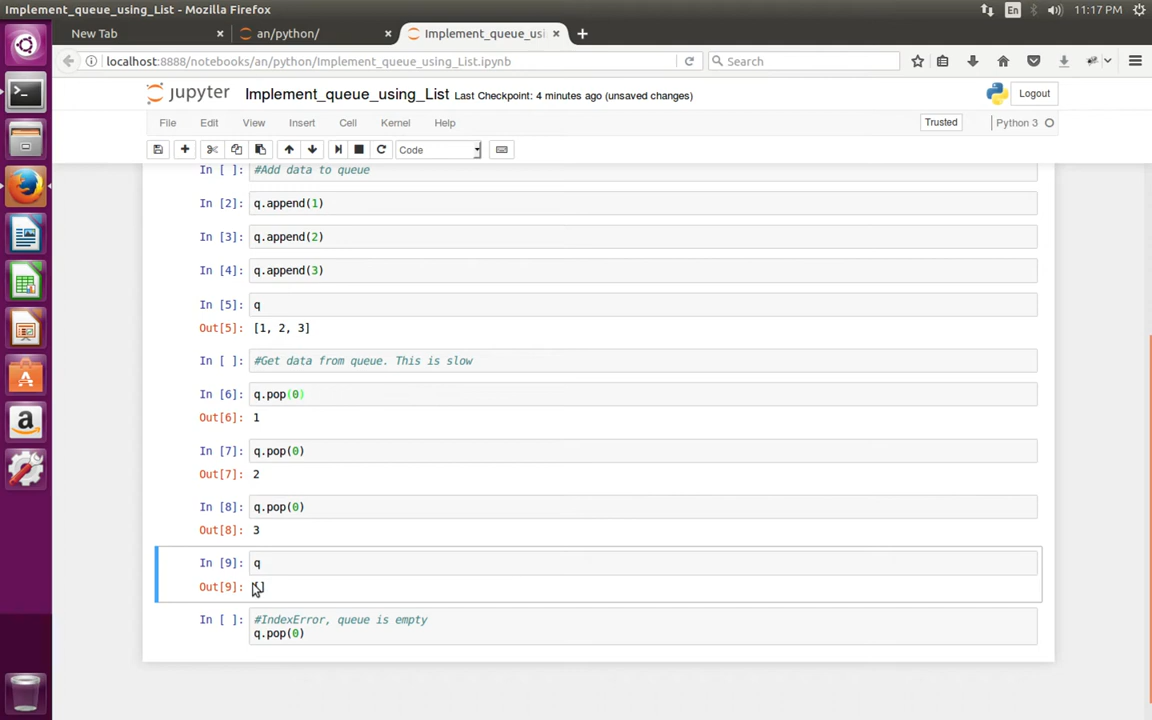 Implement_queue_using_List - Mozilla Firefox
En
11:17 PM
New Tab
an/python/
Implement_queue_usi
localhost:8888/notebooks/an/python/Implement_queue_using_List.ipynb
Search
jupyter
Implement_queue_using_List Last Checkpoint: 4 minutes ago (unsaved changes)
Logout
File Edit View Insert Cell Kernel Help
Trusted
Python 3
Code
In [ ]: #Add data to queue
In [2]: q.append(1)
In [3]: q.append(2)
In [4]: q.append(3)
In [5]: q
Out[5]: [1, 2, 3]
In [ ]: #Get data from queue. This is slow
In [6]: q.pop(0)
Out[6]: 1
In [7]: q.pop(0)
Out[7]: 2
In [8]: q.pop(0)
Out[8]: 3
In [9]: q
Out[9]: []
In [ ]: #IndexError, queue is empty
q.pop(0)